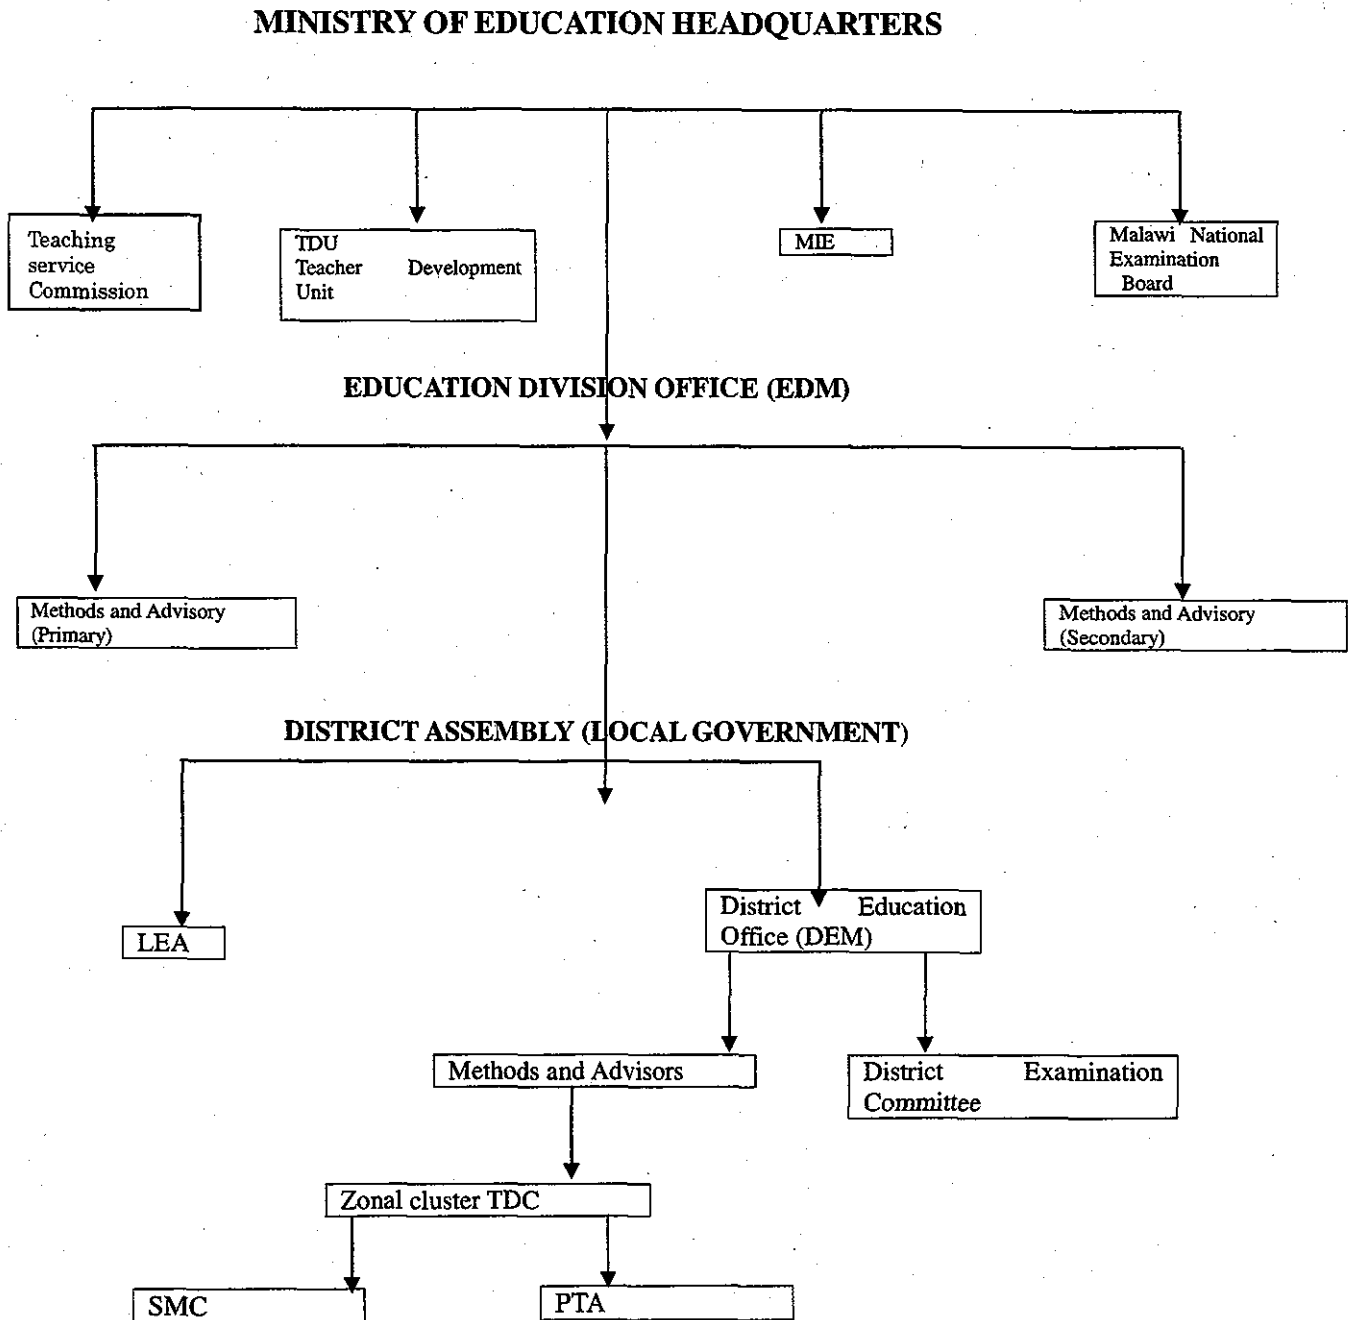 MINISTRY OF EDUCATION HEADQUARTERS
Teaching
service
Commission
TDU
Teacher Development
Unit
MIE
Malawi National
Examination
Board
EDUCATION DIVISION OFFICE (EDM)
Methods and Advisory
(Primary)
Methods and Advisory
(Secondary)
DISTRICT ASSEMBLY (LOCAL GOVERNMENT)
LEA
District Education
Office (DEM)
Methods and Advisors
District Examination
Committee
Zonal cluster TDC
SMC
PTA